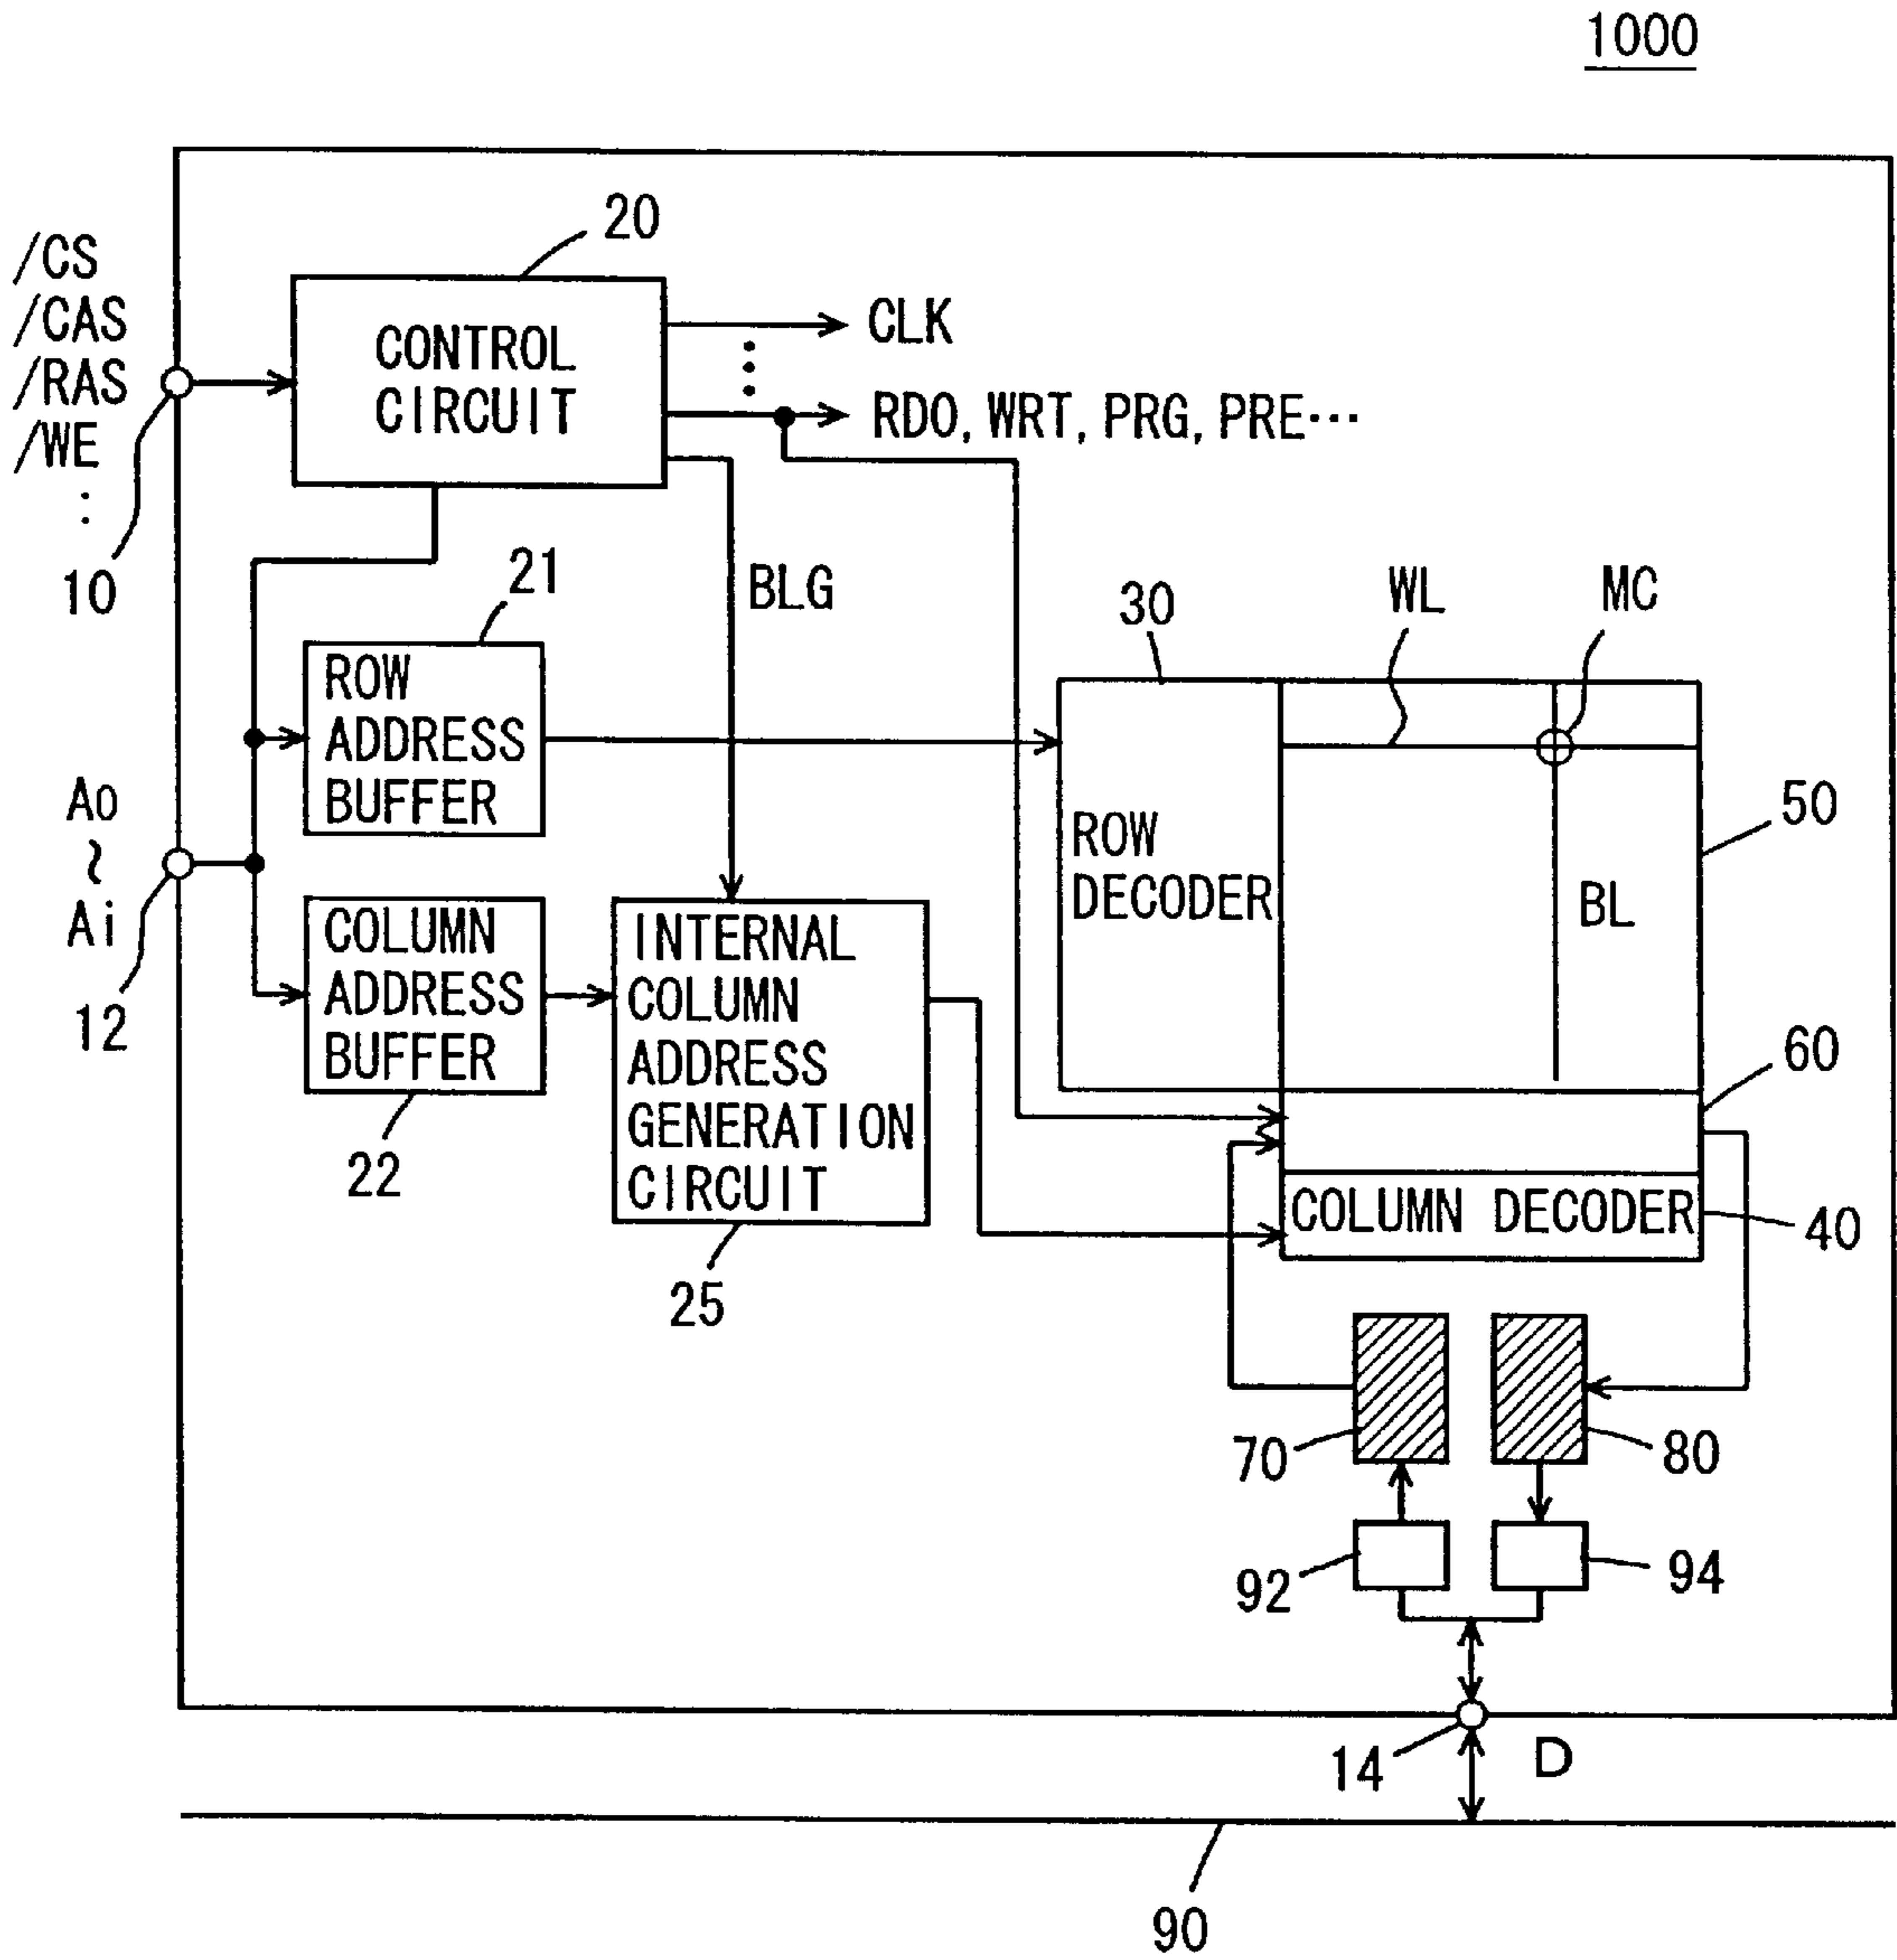 1000
20
/CS
/CAS
/RAS
/WE
:
10
CONTROL
CIRCUIT
CLK
RDO, WRT, PRG, PRE…
BLG
21
ROW
ADDRESS
BUFFER
A0
~
Ai
12
COLUMN
ADDRESS
BUFFER
22
INTERNAL
COLUMN
ADDRESS
GENERATION
CIRCUIT
25
30
WL
MC
ROW
DECODER
BL
50
60
COLUMN DECODER
40
70
80
92
94
14
D
90